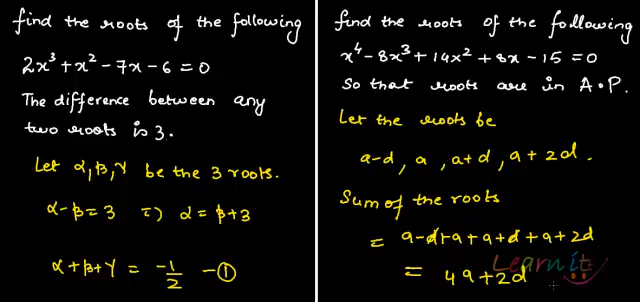 find the roots of the following
2x³ + x² - 7x - 6 = 0
The difference between any
two roots is 3.
Let α, β, γ be the 3 roots.
α - β = 3 ⇒ α = β + 3
α + β + γ = -1/2 - ①
find the roots of the following
x⁴ - 8x³ + 14x² + 8x - 15 = 0
So that roots are in A.P.
Let the roots be
a-d, a, a+d, a+2d.
Sum of the roots
= a-d+a+a+d+a+2d
= 4a+2d
Learnit